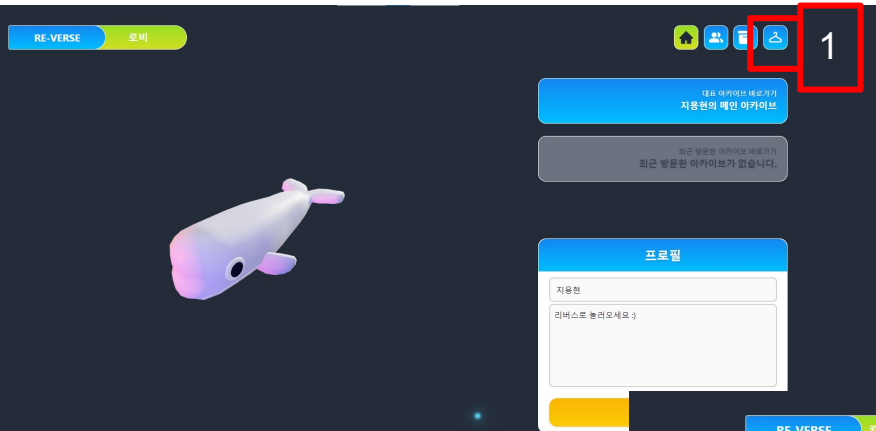 RE-VERSE 로비
1
대표 아카이브 바로가기
지용현의 메인 아카이브
최근 방문한 아카이브 바로가기
최근 방문한 아카이브가 없습니다.
프로필
지용현
리버스로 놀러오세요 :)
RE-VERSE